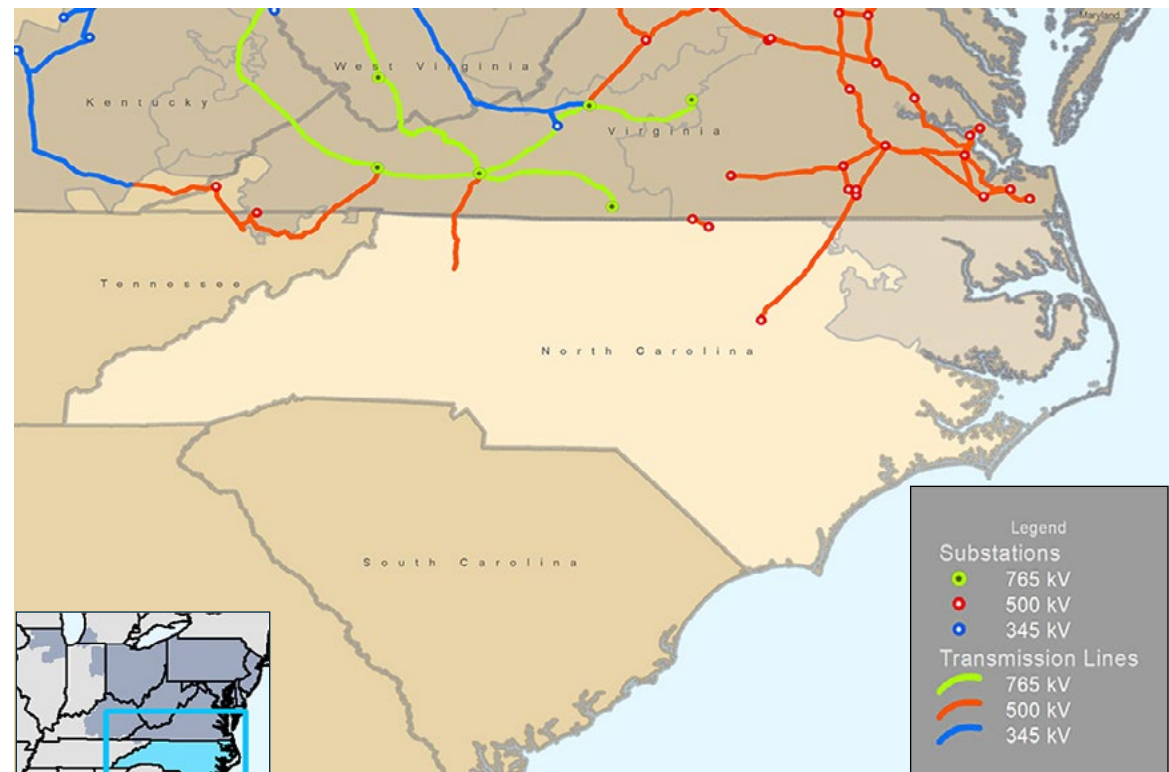 Maryland
West Virginia
Kentucky
Virginia
Tennessee
North Carolina
South Carolina
Legend
Substations
765 kV
500 kV
345 kV
Transmission Lines
765 kV
500 kV
345 kV